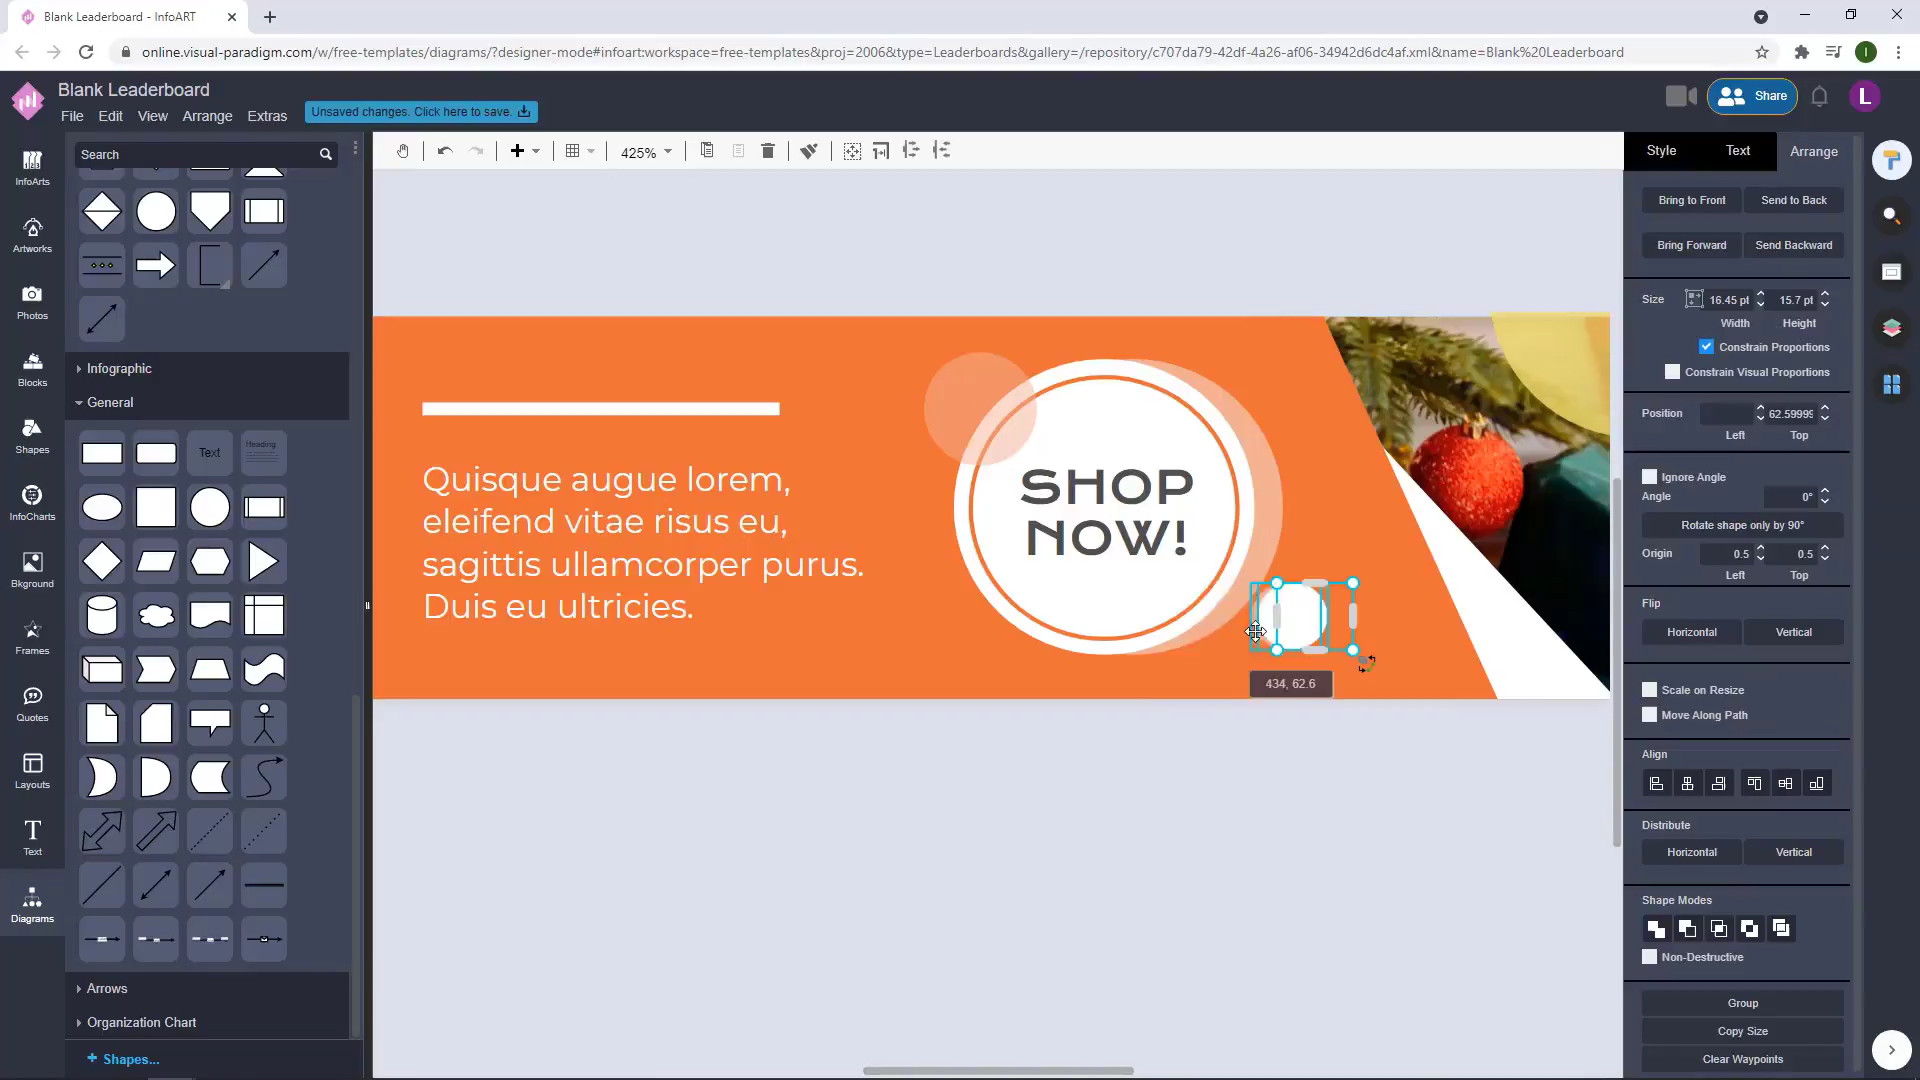 Blank Leaderboard - InfoART
online.visual-paradigm.com/w/free-templates/diagrams/?designer-mode#infoart:workspace=free-templates&proj=2006&type=Leaderboards&gallery=/repository/c707da79-42df-4a26-af06-34942d6dc4af.xml&name=Blank%20Leaderboard
I
Blank Leaderboard
File Edit View Arrange Extras
Unsaved changes. Click here to save.
Share
L
InfoArts
Artworks
Photos
Blocks
Shapes
InfoCharts
Bkground
Frames
Quotes
Layouts
Text
Diagrams
Search
Infographic
General
Text
Heading
Arrows
Organization Chart
+ Shapes...
425%
Quisque augue lorem,
eleifend vitae risus eu,
sagittis ullamcorper purus.
Duis eu ultricies.
SHOP
NOW!
434, 62.6
Style Text Arrange
Bring to Front Send to Back
Bring Forward Send Backward
Size 16.45 pt 15.7 pt
Width Height
Constrain Proportions
Constrain Visual Proportions
Position 62.59999
Left Top
Ignore Angle
Angle 0°
Rotate shape only by 90°
Origin 0.5 0.5
Left Top
Flip
Horizontal Vertical
Scale on Resize
Move Along Path
Align
Distribute
Horizontal Vertical
Shape Modes
Non-Destructive
Group
Copy Size
Clear Waypoints